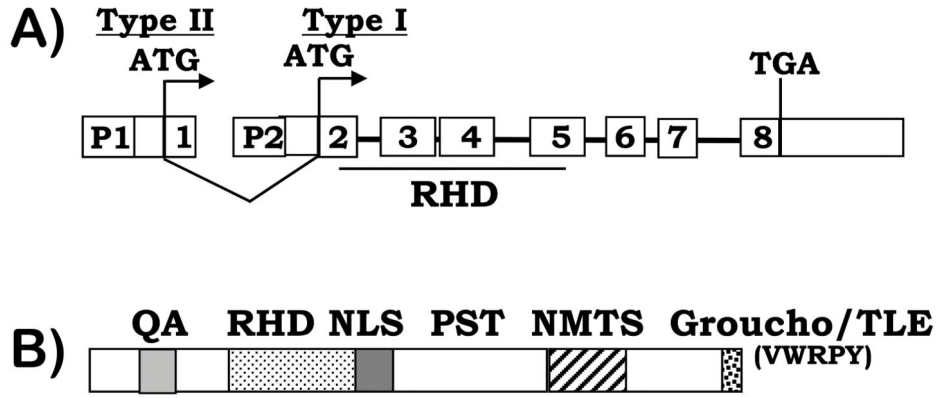 A)
Type II
Type I
ATG
ATG
TGA
P1 1 P2 2 3 4 5 6 7 8
RHD
B)
QA RHD NLS PST NMTS Groucho/TLE
(VWRPY)